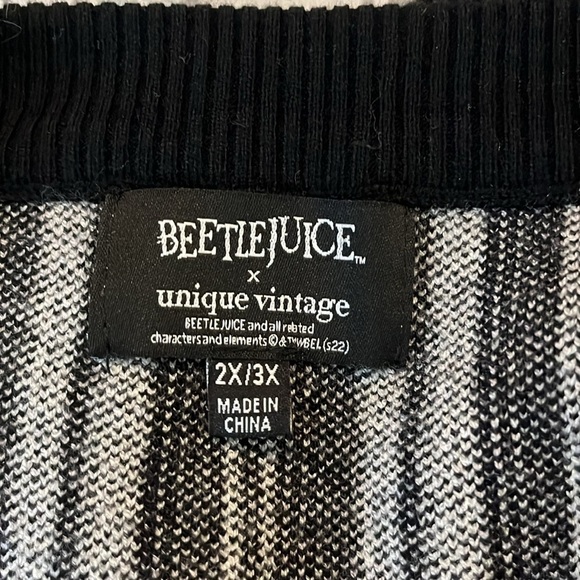 BEETLEJUICE™
x
unique vintage
BEETLEJUICE and all related
characters and elements © & ™ WBEI. (s22)
2X/3X
MADE IN
CHINA